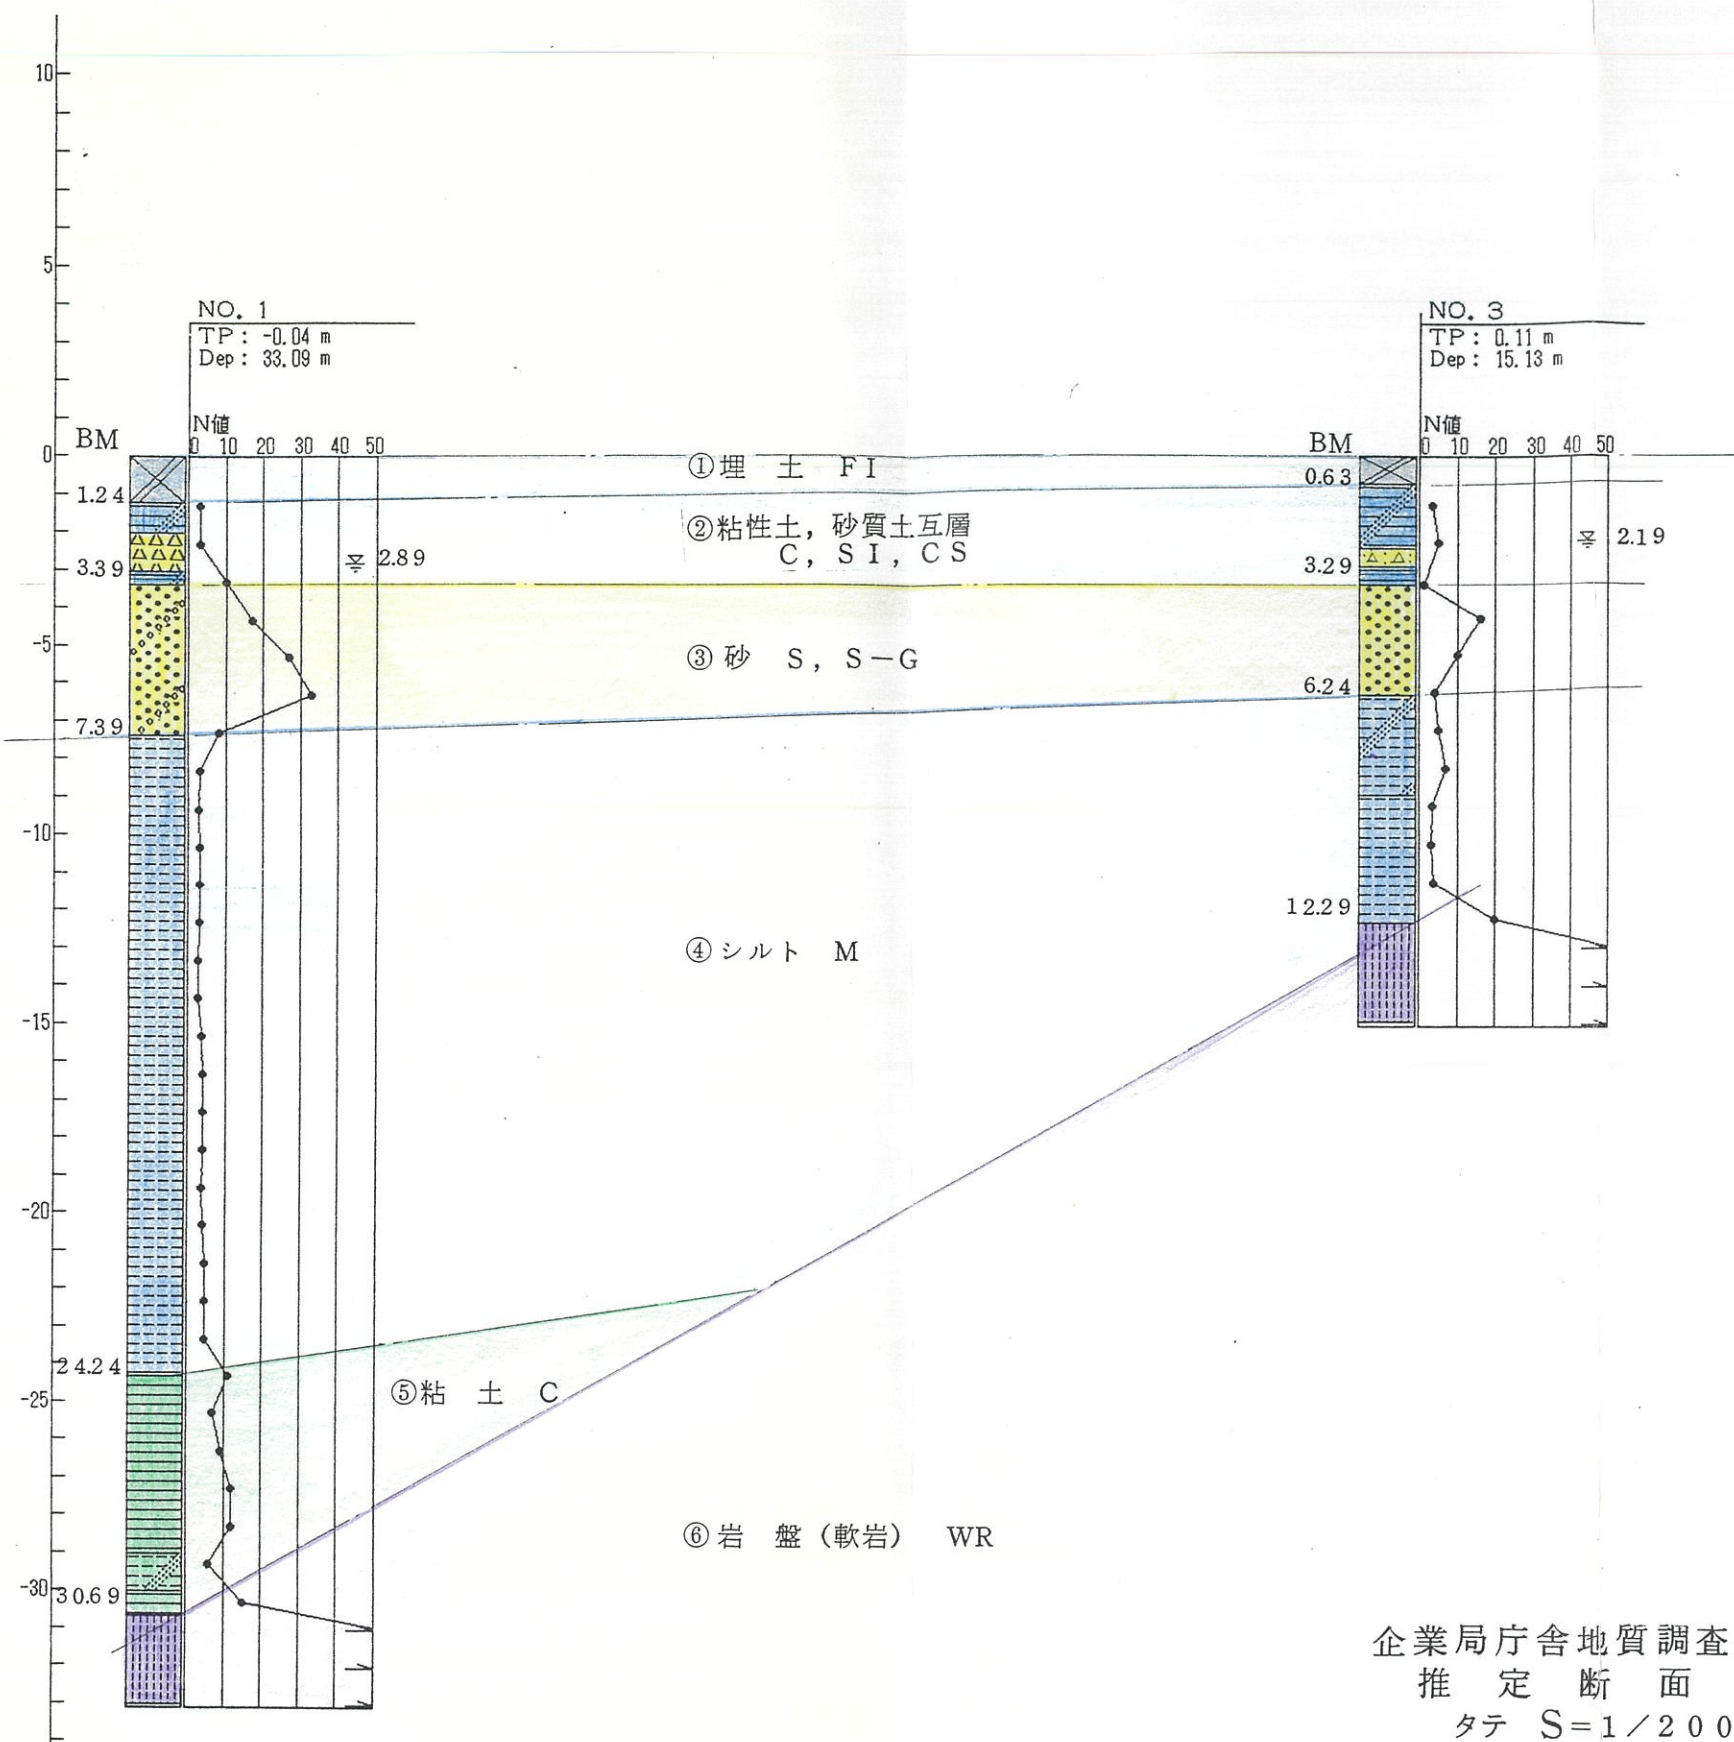 10
5
0
-5
-10
-15
-20
-25
-30
NO. 1
TP: -0.04 m
Dep: 33.09 m
N値
0 10 20 30 40 50
BM
1.24
3.39
7.39
24.24
30.69
2.89
NO. 3
TP: 0.11 m
Dep: 15.13 m
N値
0 10 20 30 40 50
BM
0.63
3.29
6.24
12.29
2.19
①埋 土 FI
②粘性土, 砂質土互層
C, SI, CS
③砂 S, S-G
④シルト M
⑤粘 土 C
⑥岩 盤(軟岩) WR
企業局庁舎地質調査
推 定 断 面
タテ S=1/200